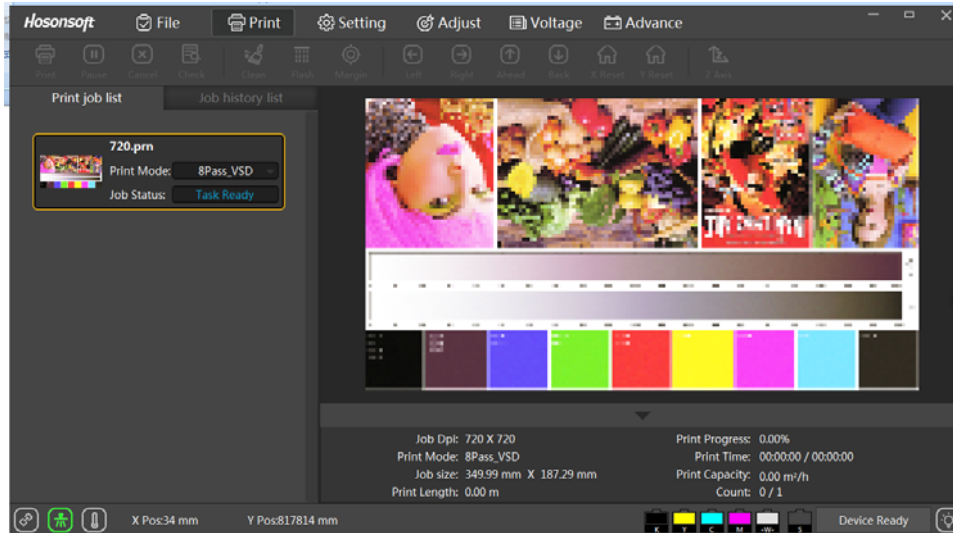 Hosonsoft File Print Setting Adjust Voltage Advance
Print Pause Cancel Check Clean Flash Margin Left Right Ahead Back X Reset Y Reset Z Axis
Print job list Job history list
720.prn
Print Mode: 8Pass_VSD
Job Status: Task Ready
Job Dpi: 720 X 720 Print Progress: 0.00%
Print Mode: 8Pass_VSD Print Time: 00:00:00 / 00:00:00
Job size: 349.99 mm X 187.29 mm Print Capacity: 0.00 m²/h
Print Length: 0.00 m Count: 0 / 1
X Pos:34 mm Y Pos:817814 mm K Y C M -W- S Device Ready